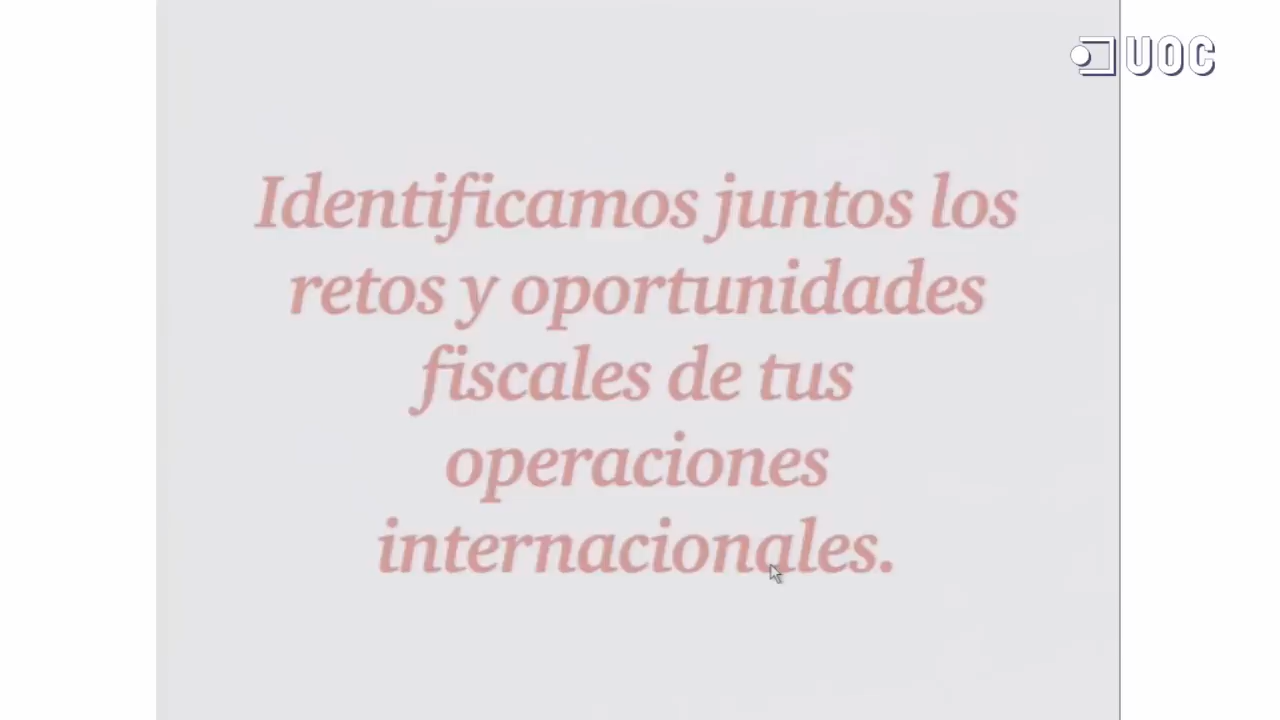 UOC
Identificamos juntos los
retos y oportunidades
fiscales de tus
operaciones
internacionales.